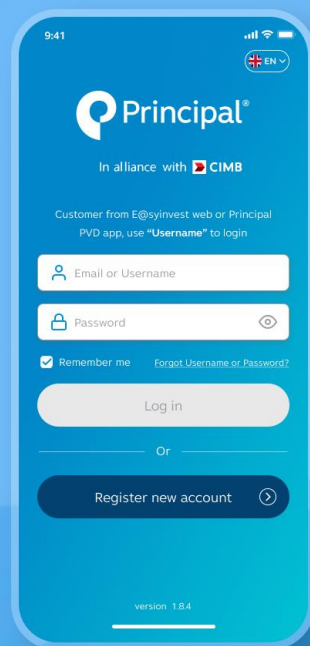 9:41
EN
Principal®
In alliance with CIMB
Customer from E@syinvest web or Principal
PVD app, use “Username” to login
Email or Username
Password
Remember me Forgot Username or Password?
Log in
Or
Register new account
version 1.8.4